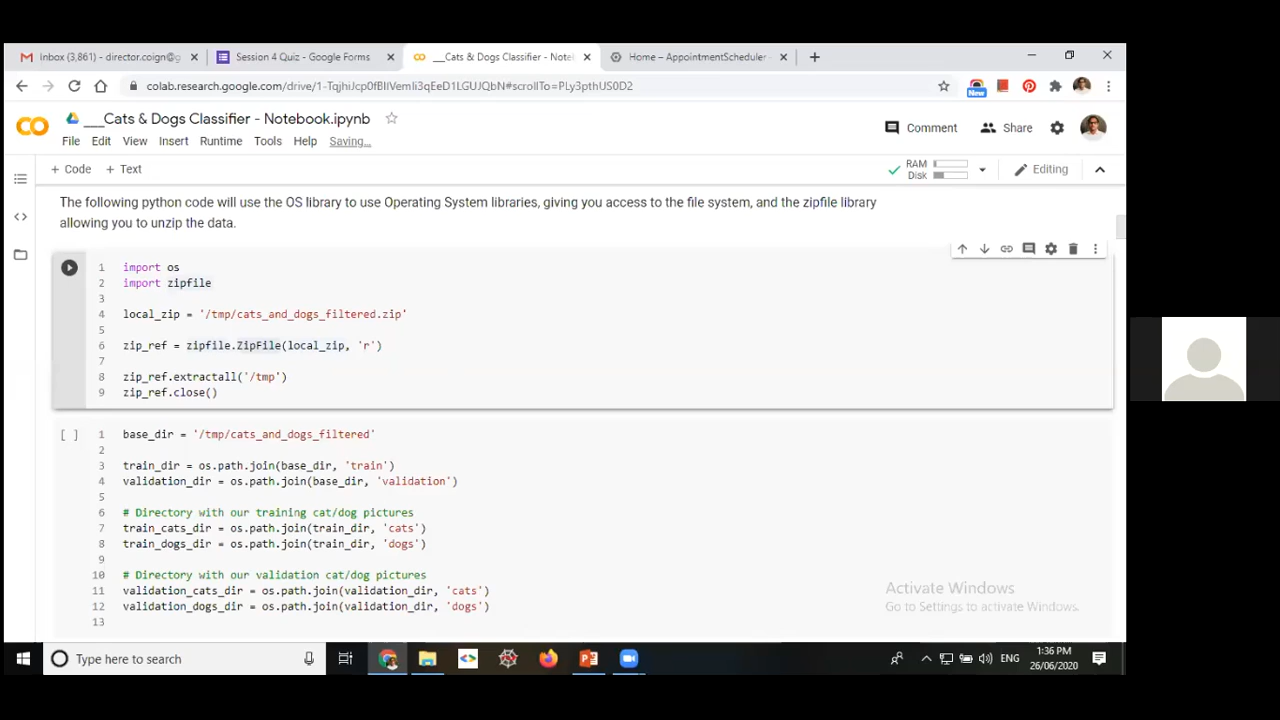 Inbox (3,861) - director.coign@g
Session 4 Quiz - Google Forms
__Cats & Dogs Classifier - Note
Home – AppointmentScheduler -
colab.research.google.com/drive/1-TqjhiJcp0fBIlVemIi3qEeD1LGUJQbN#scrollTo=PLy3pthUS0D2
New
___Cats & Dogs Classifier - Notebook.ipynb
File Edit View Insert Runtime Tools Help Saving...
Comment Share
+ Code + Text
RAM
Disk
Editing
The following python code will use the OS library to use Operating System libraries, giving you access to the file system, and the zipfile library
allowing you to unzip the data.
1 import os
2 import zipfile
3
4 local_zip = '/tmp/cats_and_dogs_filtered.zip'
5
6 zip_ref = zipfile.ZipFile(local_zip, 'r')
7
8 zip_ref.extractall('/tmp')
9 zip_ref.close()
[ ] 1 base_dir = '/tmp/cats_and_dogs_filtered'
2
3 train_dir = os.path.join(base_dir, 'train')
4 validation_dir = os.path.join(base_dir, 'validation')
5
6 # Directory with our training cat/dog pictures
7 train_cats_dir = os.path.join(train_dir, 'cats')
8 train_dogs_dir = os.path.join(train_dir, 'dogs')
9
10 # Directory with our validation cat/dog pictures
11 validation_cats_dir = os.path.join(validation_dir, 'cats')
12 validation_dogs_dir = os.path.join(validation_dir, 'dogs')
13
Activate Windows
Go to Settings to activate Windows.
Type here to search
ENG
1:36 PM
26/06/2020